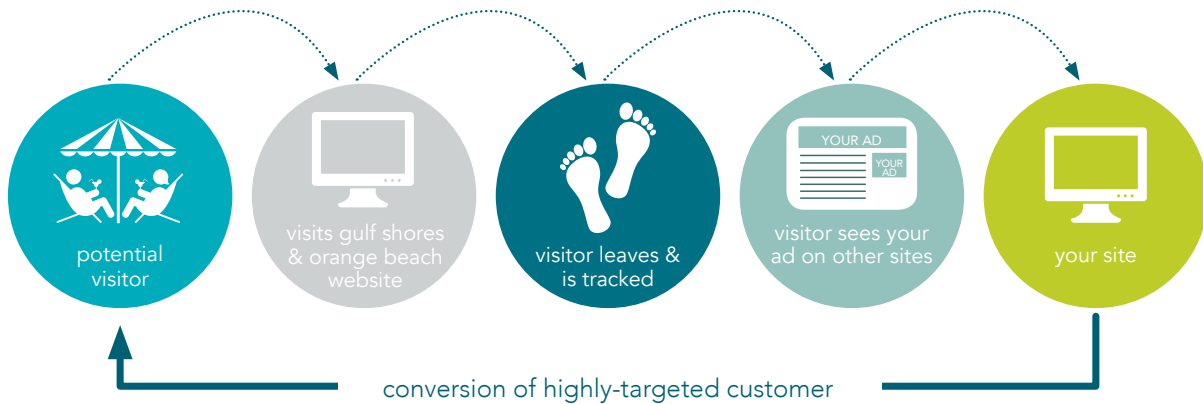 potential
visitor
visits gulf shores
& orange beach
website
visitor leaves &
is tracked
YOUR AD
YOUR
AD
visitor sees your
ad on other sites
your site
conversion of highly-targeted customer